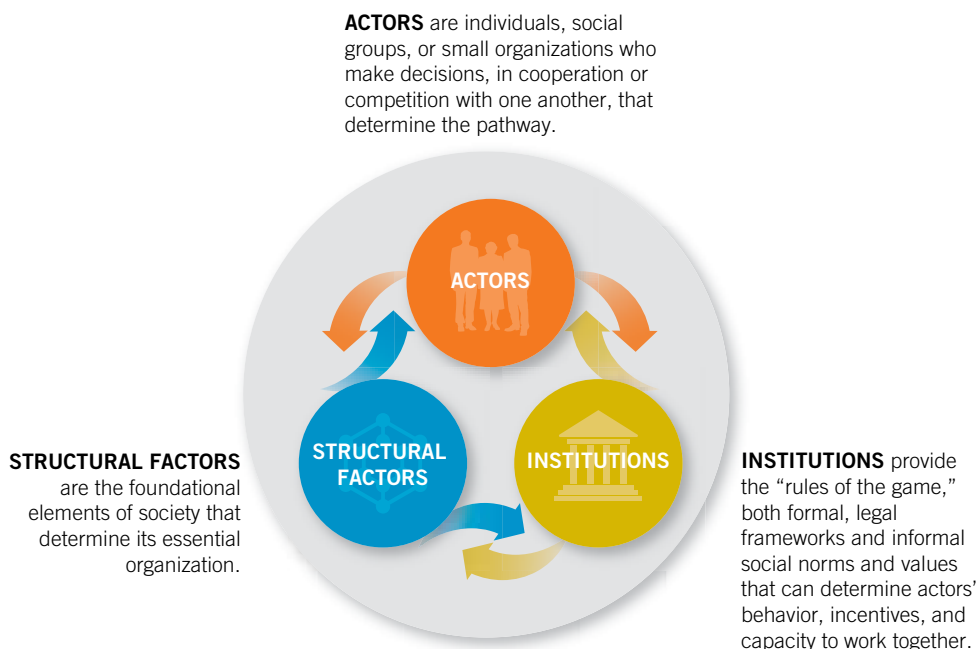 ACTORS are individuals, social
groups, or small organizations who
make decisions, in cooperation or
competition with one another, that
determine the pathway.
ACTORS
STRUCTURAL
FACTORS
INSTITUTIONS
STRUCTURAL FACTORS
are the foundational
elements of society that
determine its essential
organization.
INSTITUTIONS provide
the “rules of the game,”
both formal, legal
frameworks and informal
social norms and values
that can determine actors’
behavior, incentives, and
capacity to work together.